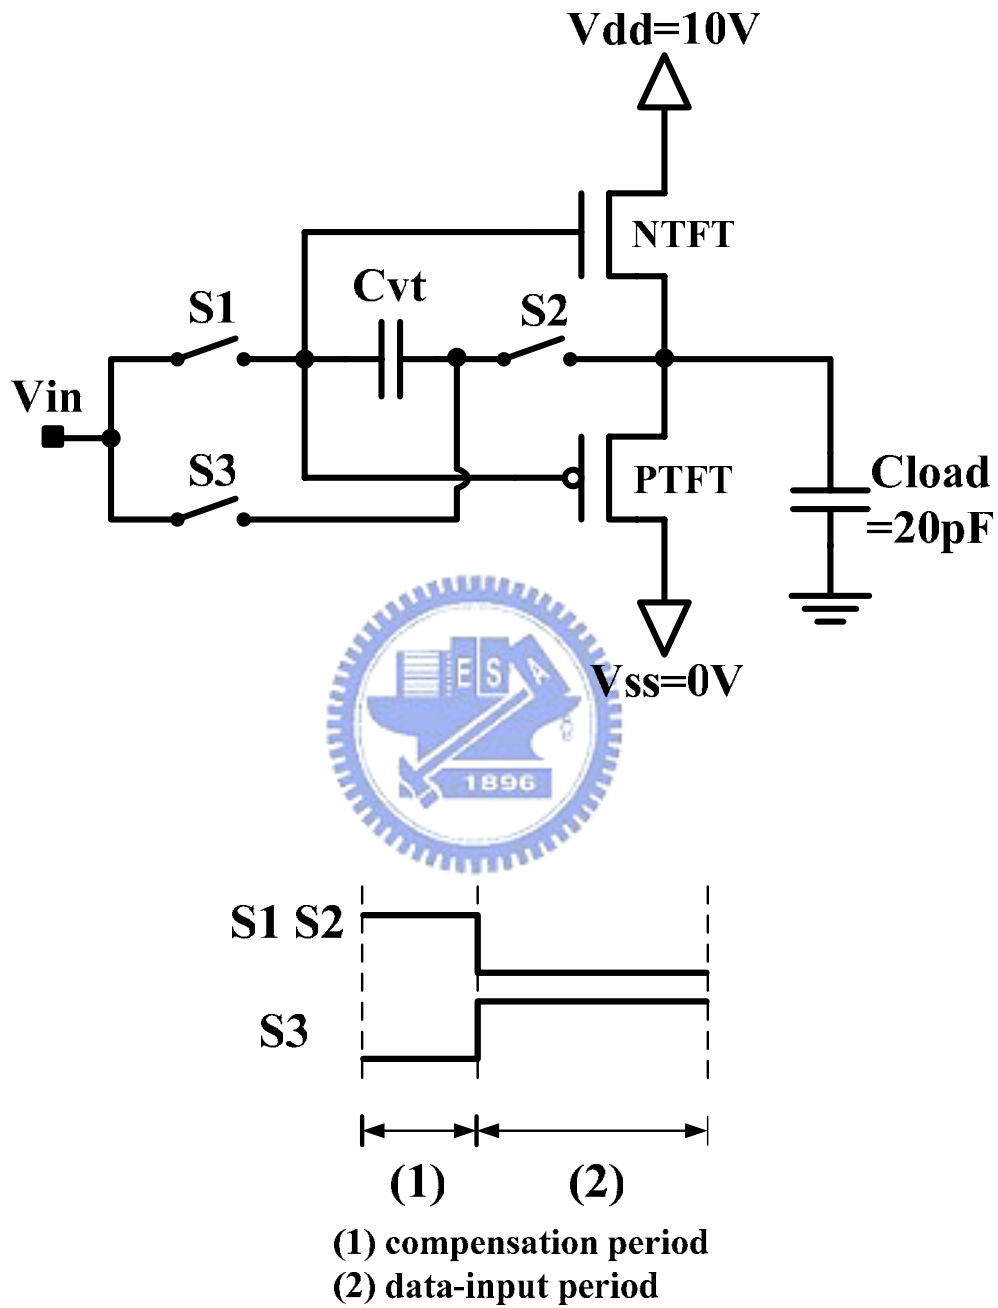 Vdd=10V
NTFT
Cvt
S1
S2
Vin
S3
PTFT
Cload
=20pF
Vss=0V
E S A
1896
S1 S2
S3
(1)
(2)
(1) compensation period
(2) data-input period